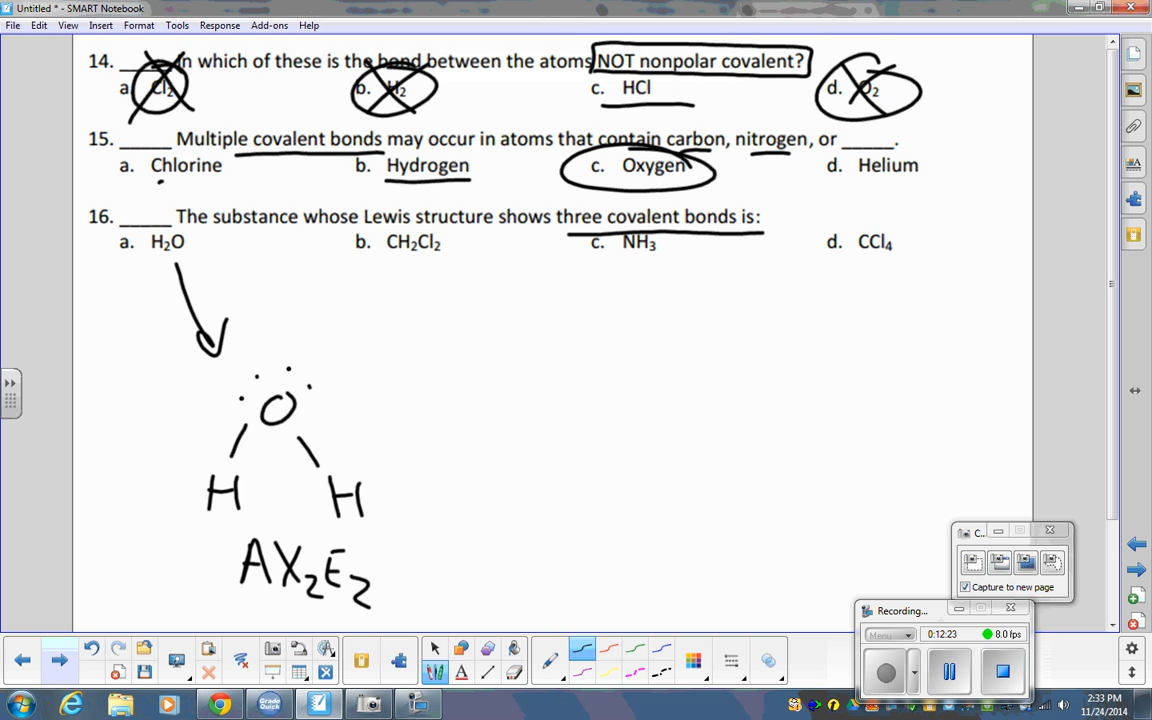 Untitled * - SMART Notebook
File Edit View Insert Format Tools Response Add-ons Help
14. _____ In which of these is the bond between the atoms NOT nonpolar covalent?
a. Cl₂ b. H₂ c. HCl d. O₂
15. _____ Multiple covalent bonds may occur in atoms that contain carbon, nitrogen, or _____.
a. Chlorine b. Hydrogen c. Oxygen d. Helium
16. _____ The substance whose Lewis structure shows three covalent bonds is:
a. H₂O b. CH₂Cl₂ c. NH₃ d. CCl₄
O
H H
AX₂E₂
C...
Capture to new page
Recording...
Menu 0:12:23 8.0 fps
Grade Quick
2:33 PM
11/24/2014